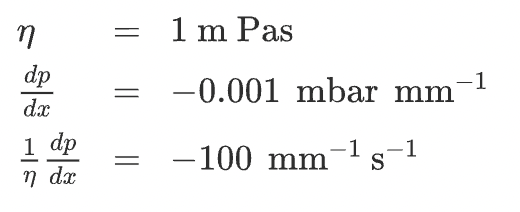 η = 1 m Pas
dp/dx = −0.001 mbar mm⁻¹
1/η dp/dx = −100 mm⁻¹ s⁻¹